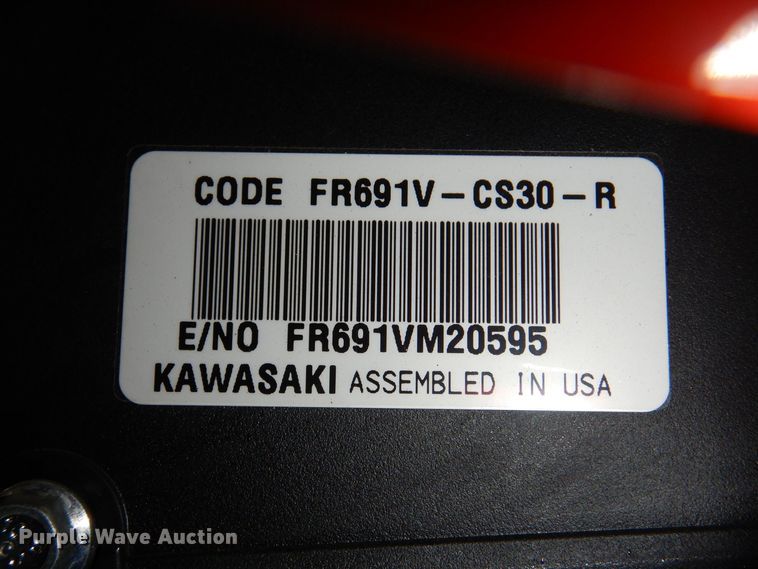 CODE FR691V-CS30-R
E/NO FR691VM20595
KAWASAKI ASSEMBLED IN USA
Purple Wave Auction